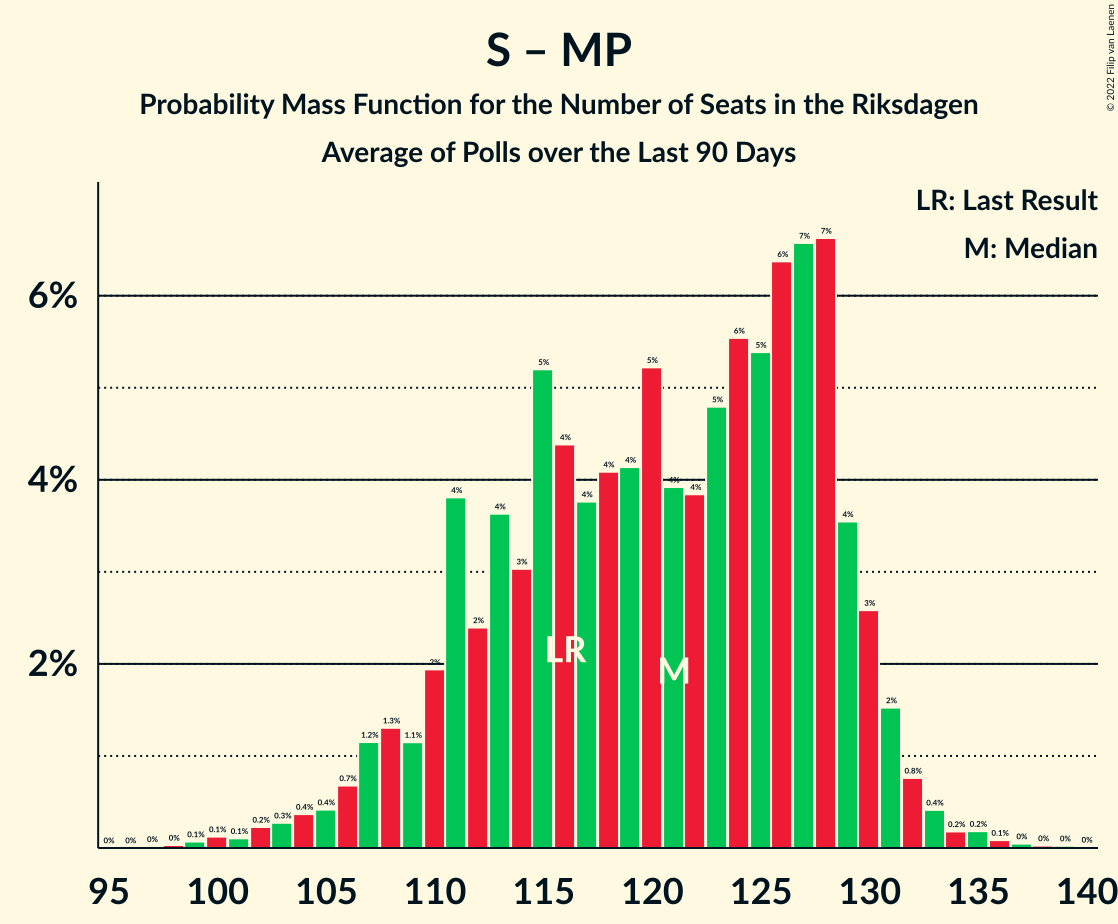 © 2022 Filip van Laenen
S – MP
Probability Mass Function for the Number of Seats in the Riksdagen
Average of Polls over the Last 90 Days
LR: Last Result
M: Median
6%
4%
2%
0% 0% 0% 0% 0.1% 0.1% 0.1% 0.2% 0.3% 0.4% 0.4% 0.7% 1.2% 1.3% 1.1% 2% 4% 2% 4% 3% 5% 4% 4% 4% 4% 5% 4% 4% 5% 6% 5% 6% 7% 7% 4% 3% 2% 0.8% 0.4% 0.2% 0.2% 0.1% 0% 0% 0% 0%
LR
M
95 100 105 110 115 120 125 130 135 140